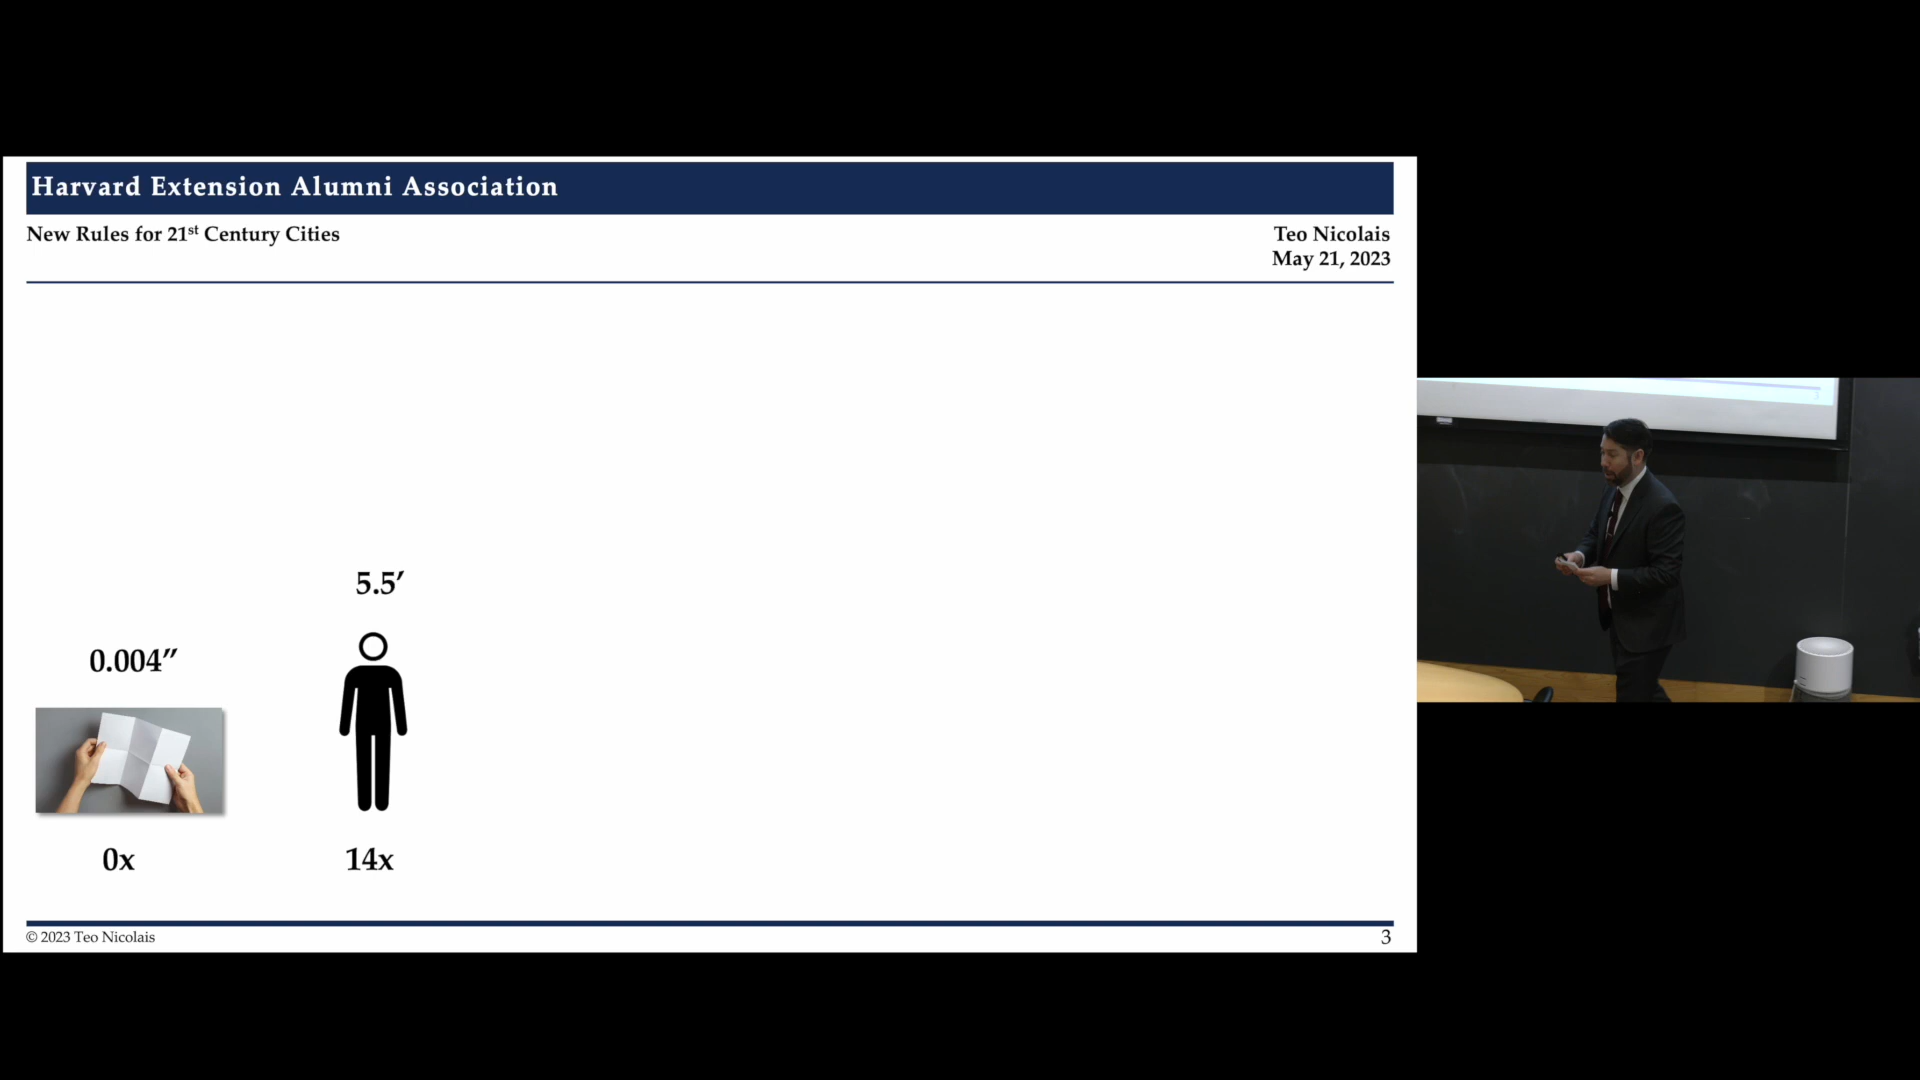 Harvard Extension Alumni Association
New Rules for 21st Century Cities
Teo Nicolais
May 21, 2023
5.5′
0.004″
0x
14x
© 2023 Teo Nicolais
3